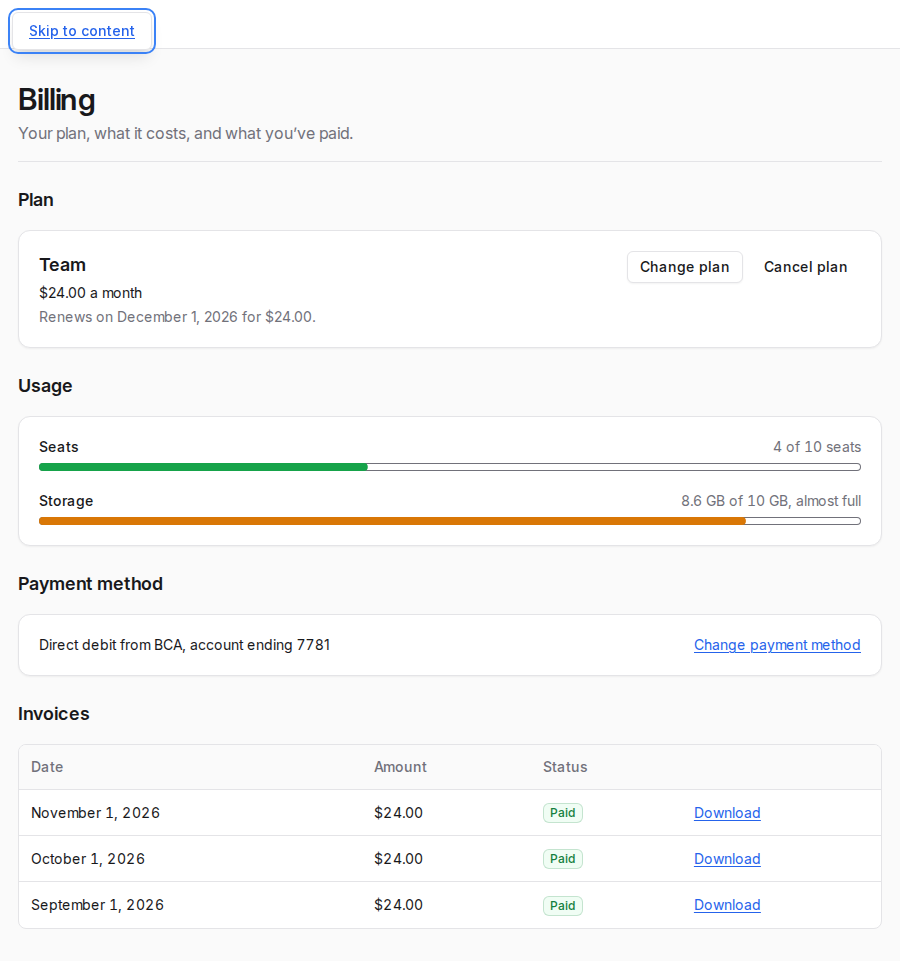 Skip to content
Billing
Your plan, what it costs, and what you’ve paid.
Plan
Team
Change plan
Cancel plan
$24.00 a month
Renews on December 1, 2026 for $24.00.
Usage
Seats
4 of 10 seats
Storage
8.6 GB of 10 GB, almost full
Payment method
Direct debit from BCA, account ending 7781
Change payment method
Invoices
Date Amount Status
November 1, 2026 $24.00 Paid Download
October 1, 2026 $24.00 Paid Download
September 1, 2026 $24.00 Paid Download